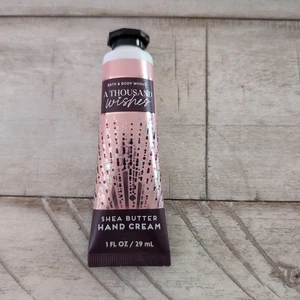 BATH & BODY WORKS
A THOUSAND
wishes
SHEA BUTTER
HAND CREAM
1 FL OZ / 29 mL